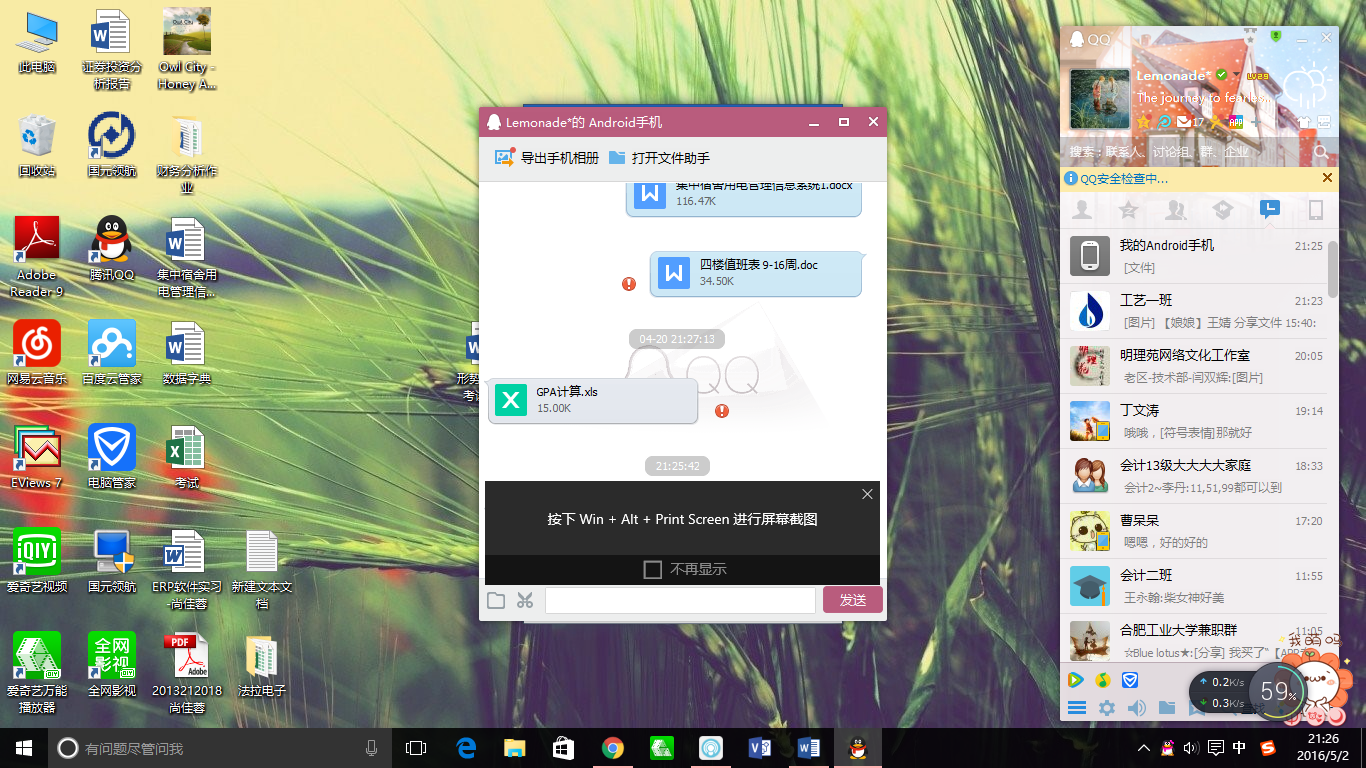 此电脑
证券投资分
析报告
Owl City -
Honey A...
回收站
国元领航
财务分析作
业
Adobe
Reader 9
腾讯QQ
集中宿舍用
电管理信...
网易云音乐
百度云管家
数据字典
EViews 7
电脑管家
考试
爱奇艺视频
国元领航
ERP软件实习
-尚佳蓉
新建文本文
档
爱奇艺万能
播放器
全网
影视
全网影视
PDF
Adobe
2013212018
尚佳蓉
法拉电子
Lemonade*的 Android手机
导出手机相册
打开文件助手
集中宿舍用电管理信息系统1.docx
116.47K
四楼值班表 9-16周.doc
34.50K
04-20 21:27:13
QQ
GPA计算.xls
15.00K
21:25:42
按下 Win + Alt + Print Screen 进行屏幕截图
不再显示
发送
QQ
Lemonade*
LV29
The journey to fearless
17
APP
搜索：联系人、讨论组、群、企业
QQ安全检查中...
我的Android手机
21:25
[文件]
工艺一班
21:23
[图片] 【娘娘】王婧 分享文件 15:40:
明理苑网络文化工作室
20:05
老区-技术部-闫双辉:[图片]
丁文涛
19:14
哦哦，[符号表情]那就好
会计13级大大大大家庭
18:33
会计2~李丹:11,51,99都可以到
曹呆呆
17:20
嗯嗯，好的好的
会计二班
11:55
王永翰:柴女神好美
合肥工业大学兼职群
11:05
☆Blue lotus★:[分享] 我买了“【APP
我萌吗
0.2K/s
0.3K/s
59%
有问题尽管问我
中
21:26
2016/5/2